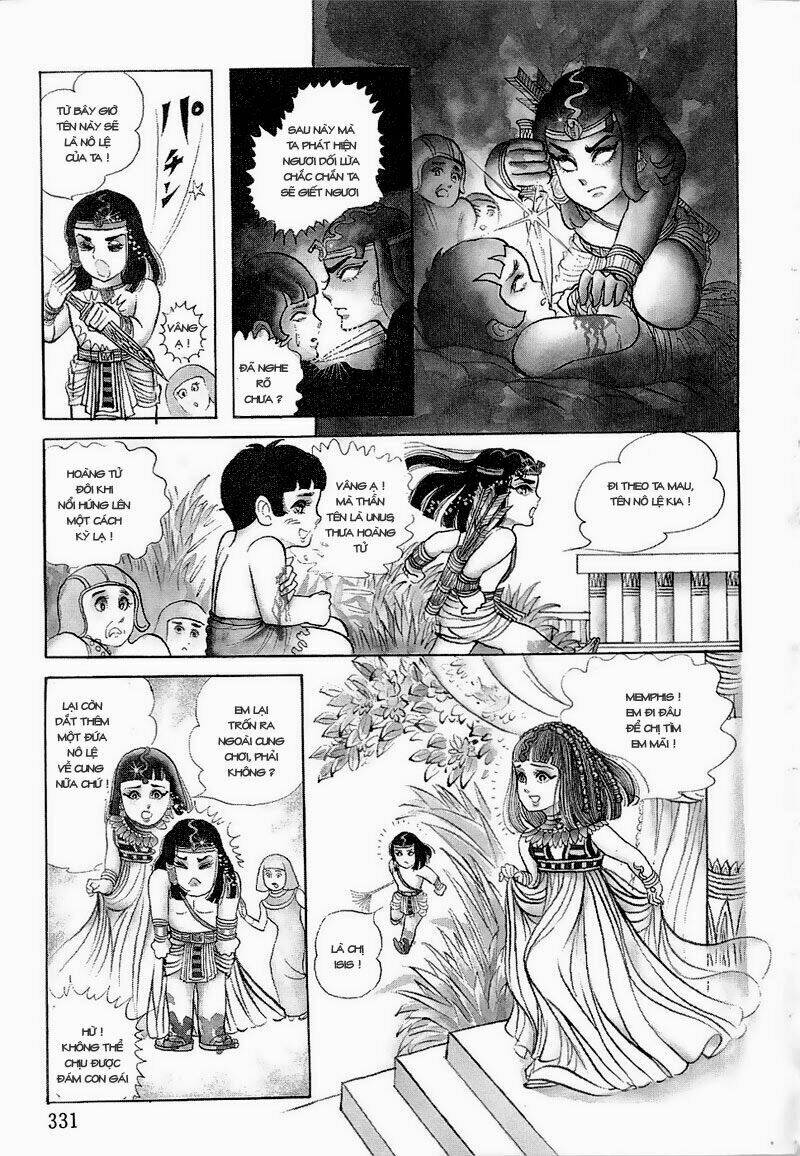 SAU NÀY MÀ
TA PHÁT HIỆN
NGƯƠI DỐI LỪA
CHẮC CHẮN TA
SẼ GIẾT NGƯƠI
ĐÃ NGHE
RÕ
CHƯA ?
TỪ BÂY GIỜ
TÊN NÀY SẼ
LÀ NÔ LỆ
CỦA TA !
パチン
VÂNG
Ạ !
HOÀNG TỬ
ĐÔI KHI
NỔI HỨNG LÊN
MỘT CÁCH
KỲ LẠ !
VÂNG Ạ !
MÀ THẦN
TÊN LÀ UNUS,
THƯA HOÀNG
TỬ
ĐI THEO TA MAU,
TÊN NÔ LỆ KIA !
MEMPHIS !
EM ĐI ĐÂU
ĐỂ CHỊ TÌM
EM MÃI !
LÀ CHỊ
ISIS
EM LẠI
TRỐN RA
NGOÀI CUNG
CHƠI, PHẢI
KHÔNG ?
LẠI CÒN
DẮT THÊM
MỘT ĐỨA
NÔ LỆ
VỀ CUNG
NỮA CHỨ !
HỪ !
KHÔNG THỂ
CHỊU ĐƯỢC
ĐÁM CON GÁI
331